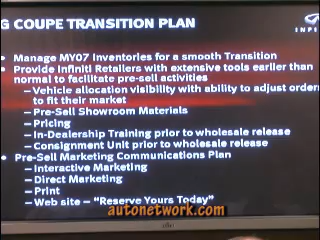 G COUPE TRANSITION PLAN
INFINI
• Manage MY07 Inventories for a smooth Transition
• Provide Infiniti Retailers with extensive tools earlier than
normal to facilitate pre-sell activities
– Vehicle allocation visibility with ability to adjust order
to fit their market
– Pre-Sell Showroom Materials
– Pricing
– In-Dealership Training prior to wholesale release
– Consignment Unit prior to wholesale release
• Pre-Sell Marketing Communications Plan
– Interactive Marketing
– Direct Marketing
– Print
– Web site – “Reserve Yours Today”
autonetwork.com